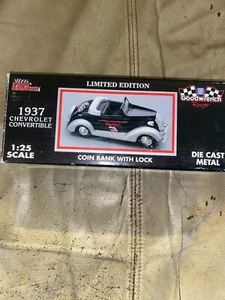 LIMITED EDITION
1937
CHEVROLET
CONVERTIBLE
1:25
SCALE
COIN BANK WITH LOCK
GOODWRENCH
DIE CAST
METAL